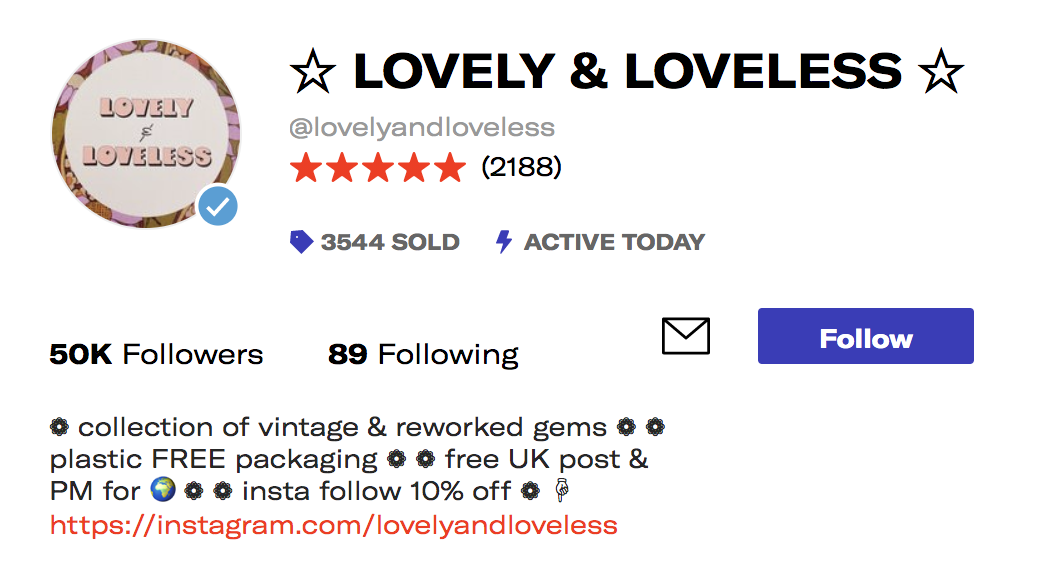 LOVELY
&
LOVELESS
☆ LOVELY & LOVELESS ☆
@lovelyandloveless
★★★★★ (2188)
3544 SOLD ACTIVE TODAY
50K Followers 89 Following
Follow
❁ collection of vintage & reworked gems ❁ ❁
plastic FREE packaging ❁ ❁ free UK post &
PM for 🌍 ❁ ❁ insta follow 10% off ❁ ☟
https://instagram.com/lovelyandloveless